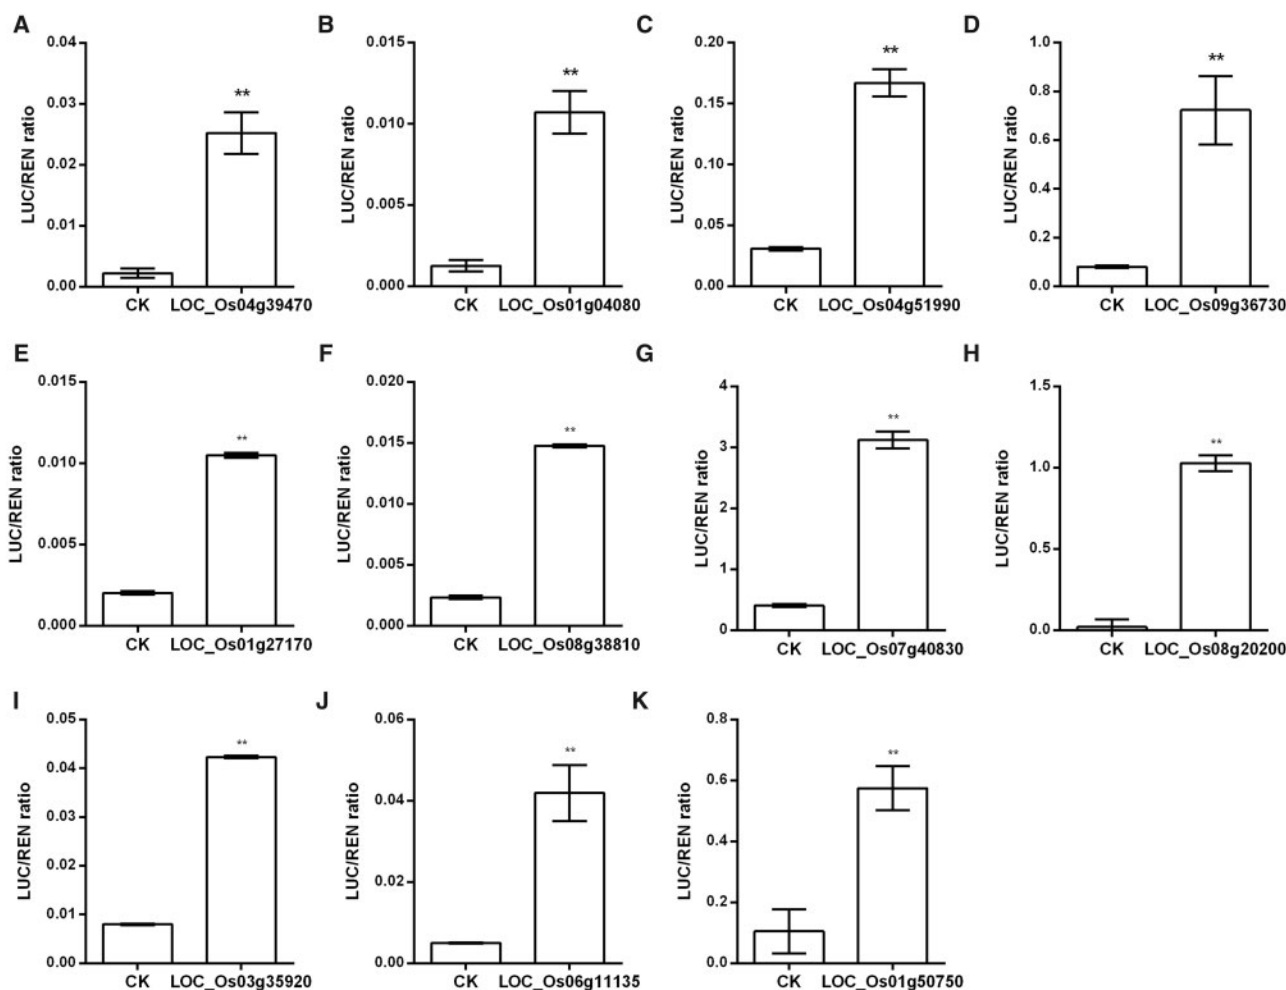 A
LUC/REN ratio
0.04
0.03
0.02
0.01
0.00
**
CK LOC_Os04g39470
B
LUC/REN ratio
0.015
0.010
0.005
0.000
**
CK LOC_Os01g04080
C
LUC/REN ratio
0.20
0.15
0.10
0.05
0.00
**
CK LOC_Os04g51990
D
LUC/REN ratio
1.0
0.8
0.6
0.4
0.2
0.0
**
CK LOC_Os09g36730
E
LUC/REN ratio
0.015
0.010
0.005
0.000
**
CK LOC_Os01g27170
F
LUC/REN ratio
0.020
0.015
0.010
0.005
0.000
**
CK LOC_Os08g38810
G
LUC/REN ratio
4
3
2
1
0
**
CK LOC_Os07g40830
H
LUC/REN ratio
1.5
1.0
0.5
0.0
**
CK LOC_Os08g20200
I
LUC/REN ratio
0.05
0.04
0.03
0.02
0.01
0.00
**
CK LOC_Os03g35920
J
LUC/REN ratio
0.06
0.04
0.02
0.00
**
CK LOC_Os06g11135
K
LUC/REN ratio
0.8
0.6
0.4
0.2
0.0
**
CK LOC_Os01g50750